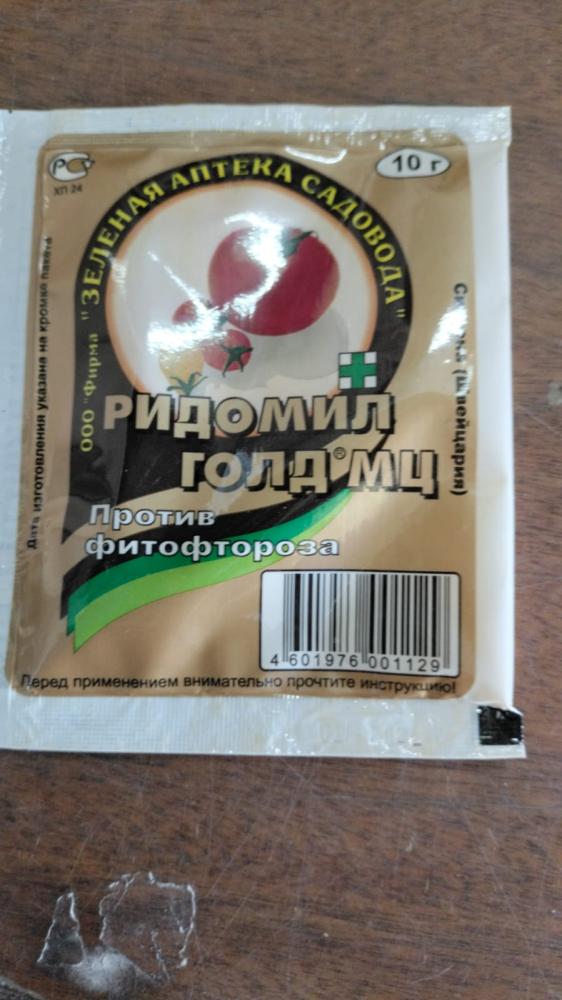 РСТ
ХП 24
10 г
ООО "Фирма "ЗЕЛЕНАЯ АПТЕКА САДОВОДА"
Дата изготовления указана на кромке пакета
(Швейцария)
РИДОМИЛ
ГОЛД® МЦ
Против
фитофтороза
4 601976 001129
Перед применением внимательно прочтите инструкцию!